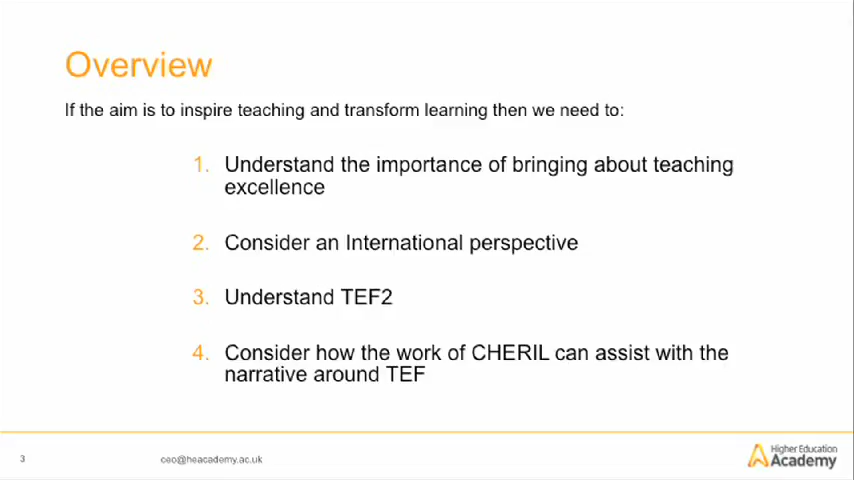 Overview
If the aim is to inspire teaching and transform learning then we need to:
1. Understand the importance of bringing about teaching
excellence
2. Consider an International perspective
3. Understand TEF2
4. Consider how the work of CHERIL can assist with the
narrative around TEF
3
ceo@heacademy.ac.uk
Higher Education
Academy